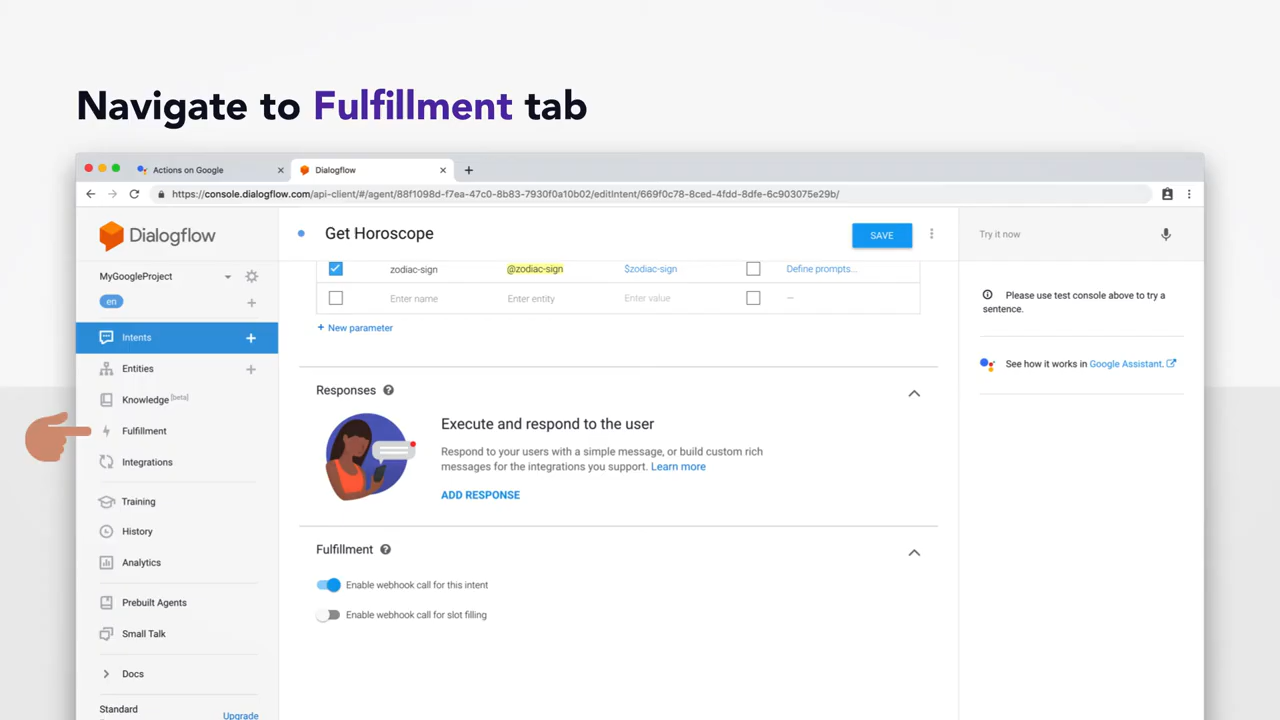 Navigate to Fulfillment tab
Actions on Google
Dialogflow
https://console.dialogflow.com/api-client/#/agent/88f1098d-f7ea-47c0-8b83-7930f0a10b02/editIntent/669f0c78-8ced-4fdd-8dfe-6c903075e29b/
Dialogflow
MyGoogleProject
en
Intents
Entities
Knowledge [beta]
Fulfillment
Integrations
Training
History
Analytics
Prebuilt Agents
Small Talk
Docs
Standard
Upgrade
Get Horoscope
SAVE
zodiac-sign @zodiac-sign $zodiac-sign Define prompts...
Enter name Enter entity Enter value –
+ New parameter
Responses
Execute and respond to the user
Respond to your users with a simple message, or build custom rich
messages for the integrations you support. Learn more
ADD RESPONSE
Fulfillment
Enable webhook call for this intent
Enable webhook call for slot filling
Try it now
Please use test console above to try a
sentence.
See how it works in Google Assistant.